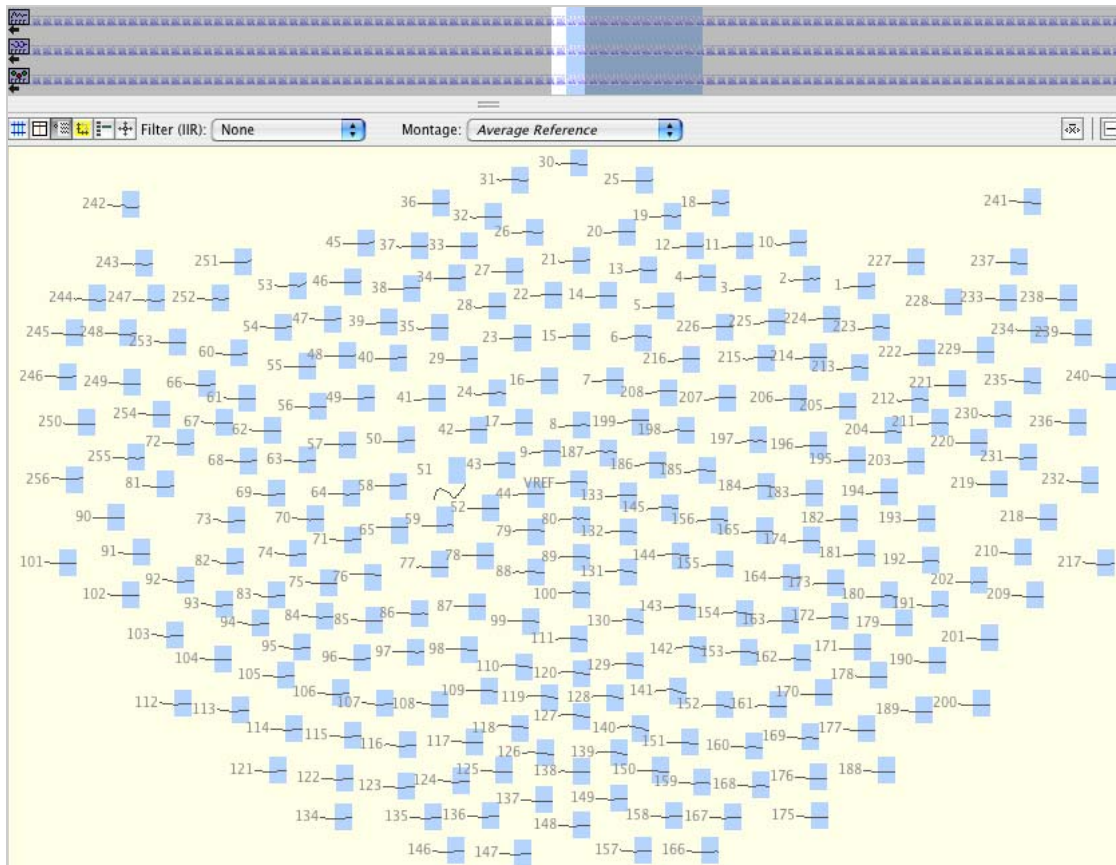 Filter (IIR): None Montage: Average Reference
30
31 25
242 36 18 241
32 19
26 20
45 37 33 12 11 10
21
243 251 27 13 227 237
53 46 34 4 2
38 3 1
244 247 252 22 14
28 5 228 233 238
47 39
54 35 226 225 224 223
245 248 234 239
253 23 15 6
60 48 40 29 216 215 214 222 229
55 213
246 249 66 16 7 221 235 240
61 49 41 24 208 207 206 212
56 205
254 230
250 67 62 42 17 8 199 198 204 211 236
72 57 50 197 196 220
255 68 63 43 9 187 186 195 203 231
51 185
256 81 58 VREF 184 219 232
69 64 44 133 183 194
52 145
90 73 70 59 80 156 182 193 218
65 79 132 165
71 174
91 74 78 89 144 181 210
101 82 77 155 192 217
92 75 76 88 131 164 173 202
102 83 100 180 209
93 86 87 143 191
84 85 154 163 172
94 99 130 179
103 111 201
95 97 98 142 153 171
104 96 110 129 162 190
105 120 178
106 109 119 128 141 170
112 113 107 108 152 161 189 200
127
114 118 140 177
115 116 117 151 160 169
126 139
121 122 125 138 150 176 188
123 124 159 168
137 149
134 135 136 148 158 167 175
146 147 157 166